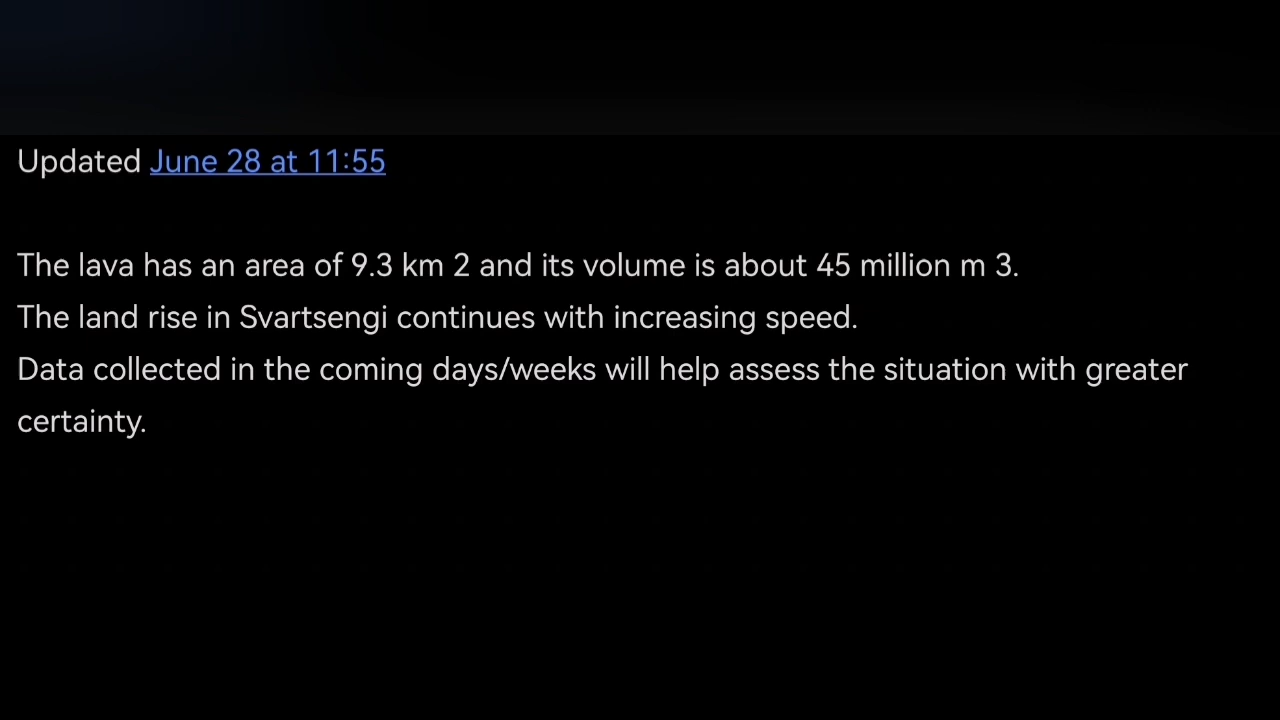 Updated June 28 at 11:55
The lava has an area of 9.3 km 2 and its volume is about 45 million m 3.
The land rise in Svartsengi continues with increasing speed.
Data collected in the coming days/weeks will help assess the situation with greater
certainty.